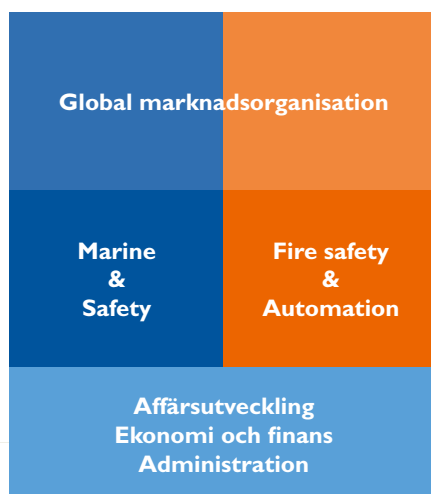 Global marknadsorganisation
Marine
&
Safety
Fire safety
&
Automation
Affärsutveckling
Ekonomi och finans
Administration